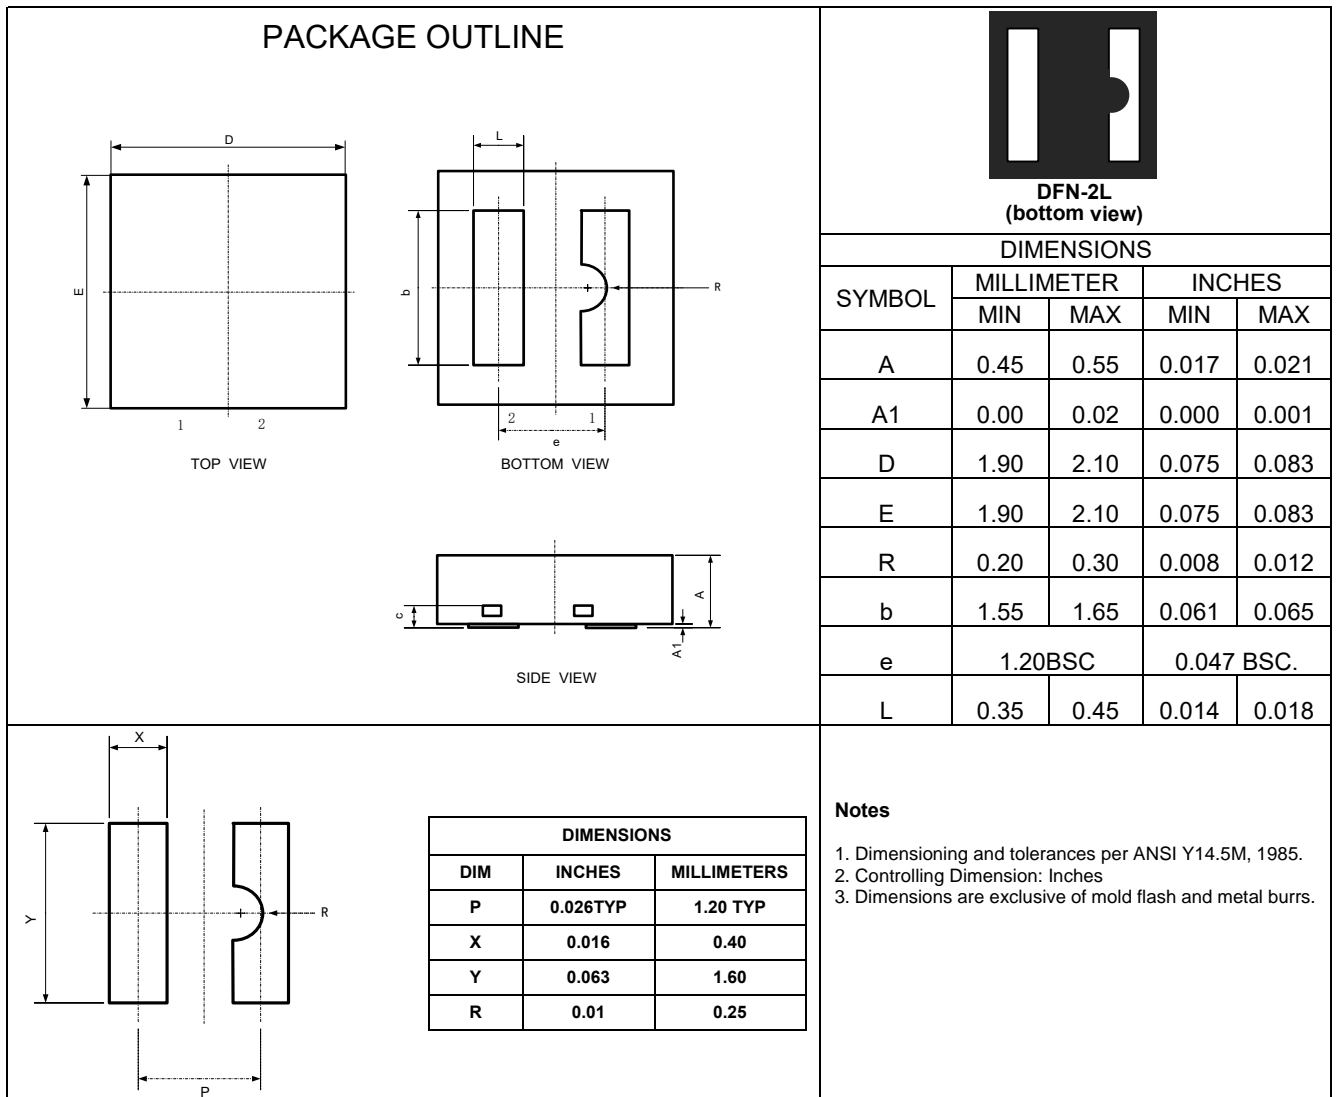 PACKAGE OUTLINE
D
E
1 2
TOP VIEW
L
b
R
2 1
e
BOTTOM VIEW
c
A
A1
SIDE VIEW
DFN-2L
(bottom view)
DIMENSIONS
SYMBOL MILLIMETER INCHES
MIN MAX MIN MAX
A 0.45 0.55 0.017 0.021
A1 0.00 0.02 0.000 0.001
D 1.90 2.10 0.075 0.083
E 1.90 2.10 0.075 0.083
R 0.20 0.30 0.008 0.012
b 1.55 1.65 0.061 0.065
e 1.20BSC 0.047 BSC.
L 0.35 0.45 0.014 0.018
X
Y
R
P
DIMENSIONS
DIM INCHES MILLIMETERS
P 0.026TYP 1.20 TYP
X 0.016 0.40
Y 0.063 1.60
R 0.01 0.25
Notes
1. Dimensioning and tolerances per ANSI Y14.5M, 1985.
2. Controlling Dimension: Inches
3. Dimensions are exclusive of mold flash and metal burrs.